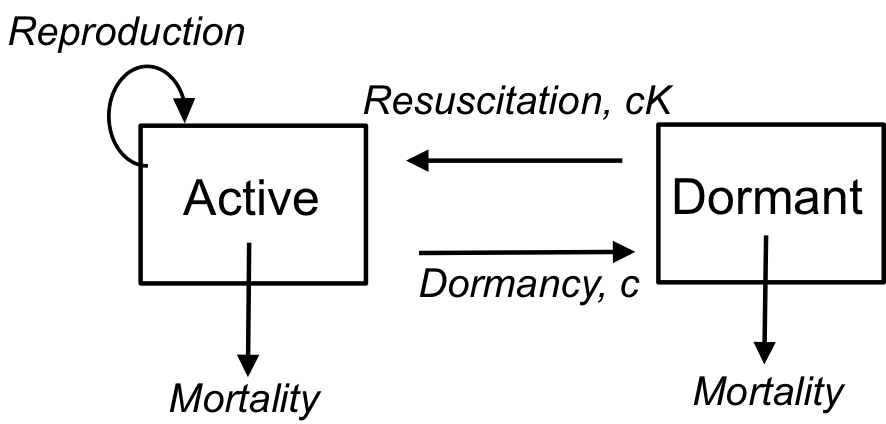 Reproduction
Resuscitation, cK
Active
Dormant
Dormancy, c
Mortality
Mortality